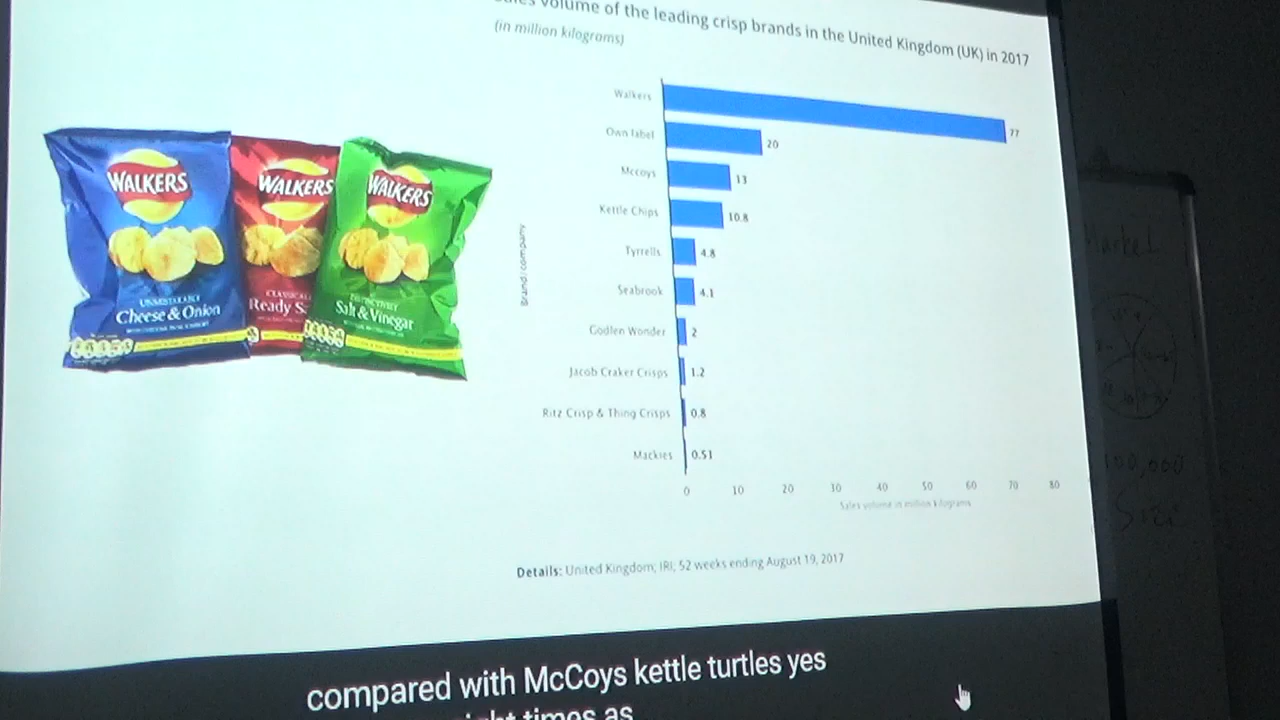 volume of the leading crisp brands in the United Kingdom (UK) in 2017
(in million kilograms)
Walkers 77
Own label 20
Mccoys 13
Kettle Chips 10.8
Tyrrells 4.8
Seabrook 4.1
Godlen Wonder 2
Jacob Craker Crisps 1.2
Ritz Crisp & Thing Crisps 0.8
Mackies 0.51
Brand/company
0 10 20 30 40 50 60 70 80
Sales volume in million kilograms
Details: United Kingdom; IRI; 52 weeks ending August 19, 2017
WALKERS
Cheese & Onion
WALKERS
Ready
WALKERS
Salt & Vinegar
compared with McCoys kettle turtles yes
times as
100,000